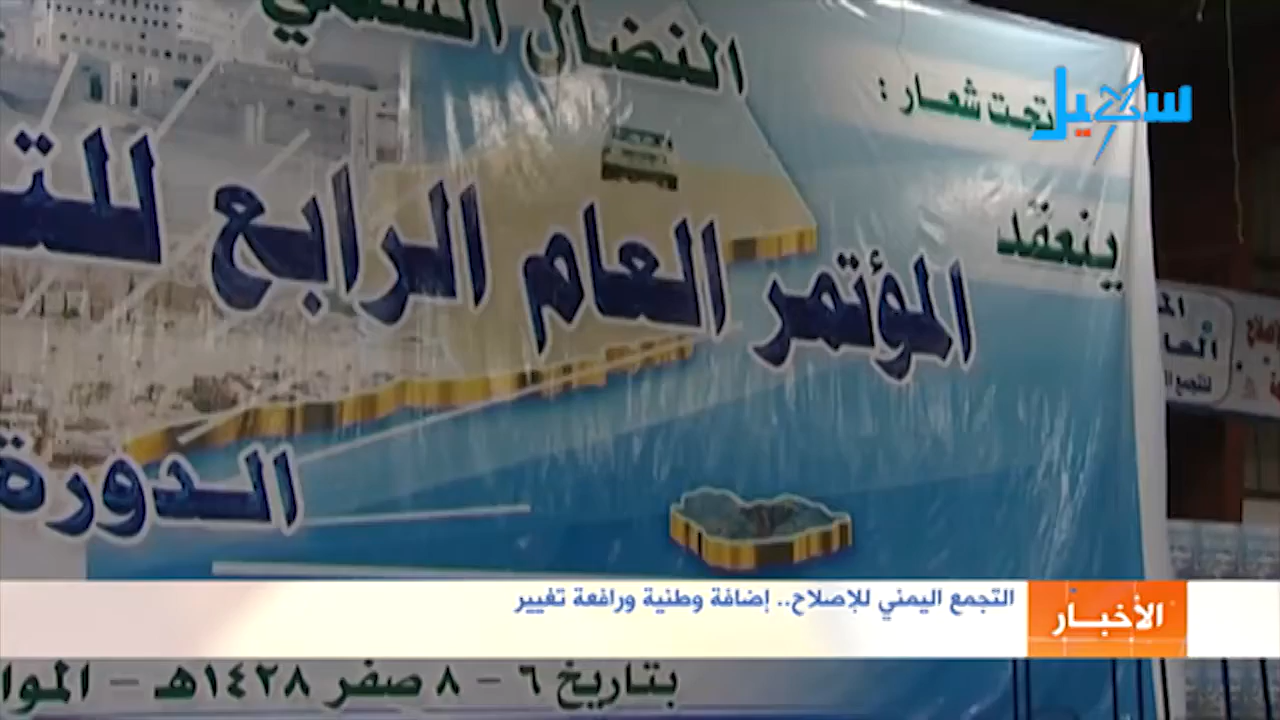 سهيل
تحت شعار :
النضال السلمي
ينعقد
المؤتمر العام الرابع
الدورة
الأخبار
التجمع اليمني للإصلاح.. إضافة وطنية ورافعة تغيير
بتاريخ ٦ - ٨ صفر ١٤٢٨هـ -